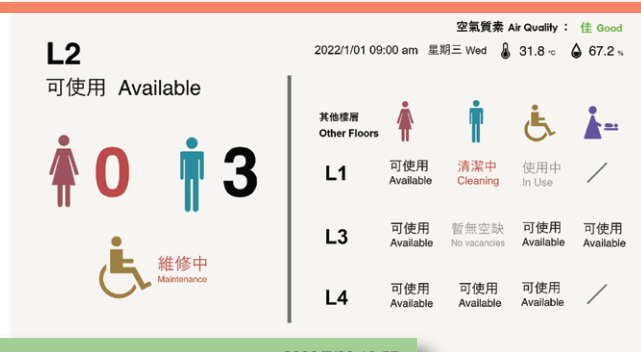 空氣質素 Air Quality： 佳 Good
2022/1/01 09:00 am 星期三 Wed 31.8 °C 67.2 %
L2
可使用 Available
0 3
維修中
Maintenance
其他樓層
Other Floors
L1 可使用 清潔中 使用中 /
Available Cleaning In Use
L3 可使用 暫無空缺 可使用 可使用
Available No vacancies Available Available
L4 可使用 可使用 可使用 /
Available Available Available